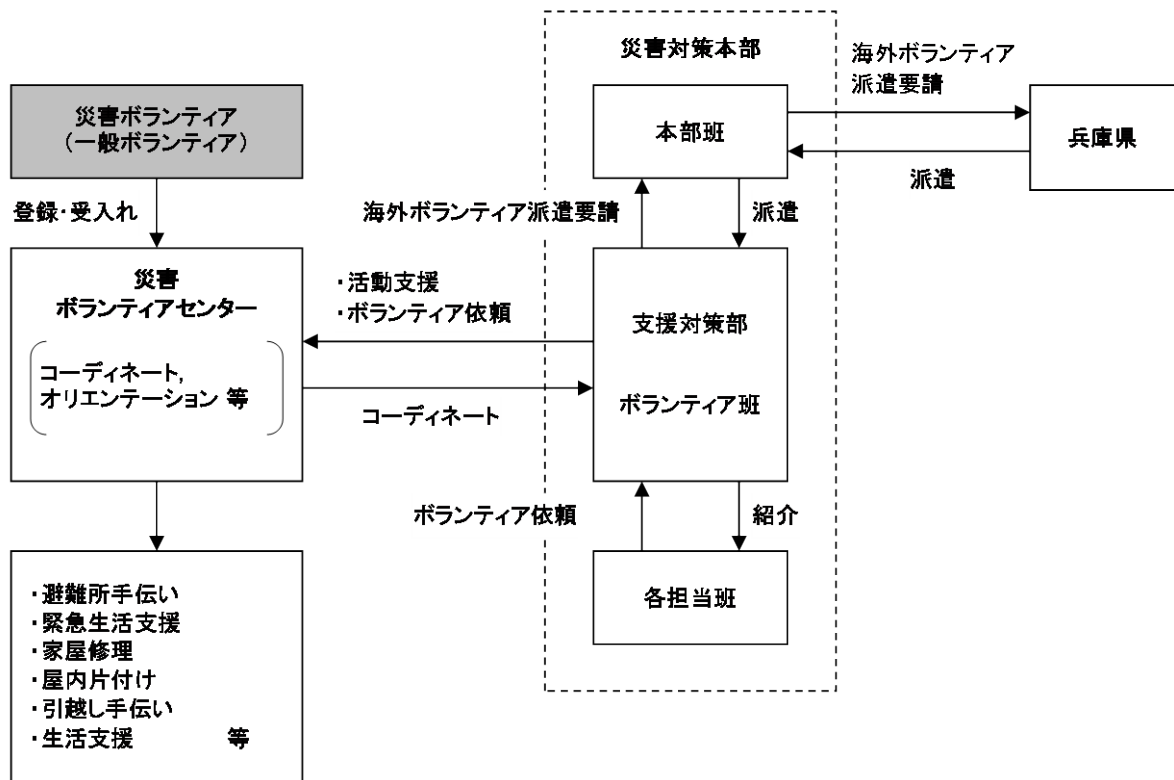 災害対策本部
海外ボランティア
派遣要請
災害ボランティア
（一般ボランティア）
本部班
兵庫県
派遣
登録・受入れ
海外ボランティア派遣要請
派遣
災害
ボランティアセンター
・活動支援
・ボランティア依頼
支援対策部
コーディネート，
オリエンテーション 等
ボランティア班
コーディネート
ボランティア依頼
紹介
各担当班
・避難所手伝い
・緊急生活支援
・家屋修理
・屋内片付け
・引越し手伝い
・生活支援 等